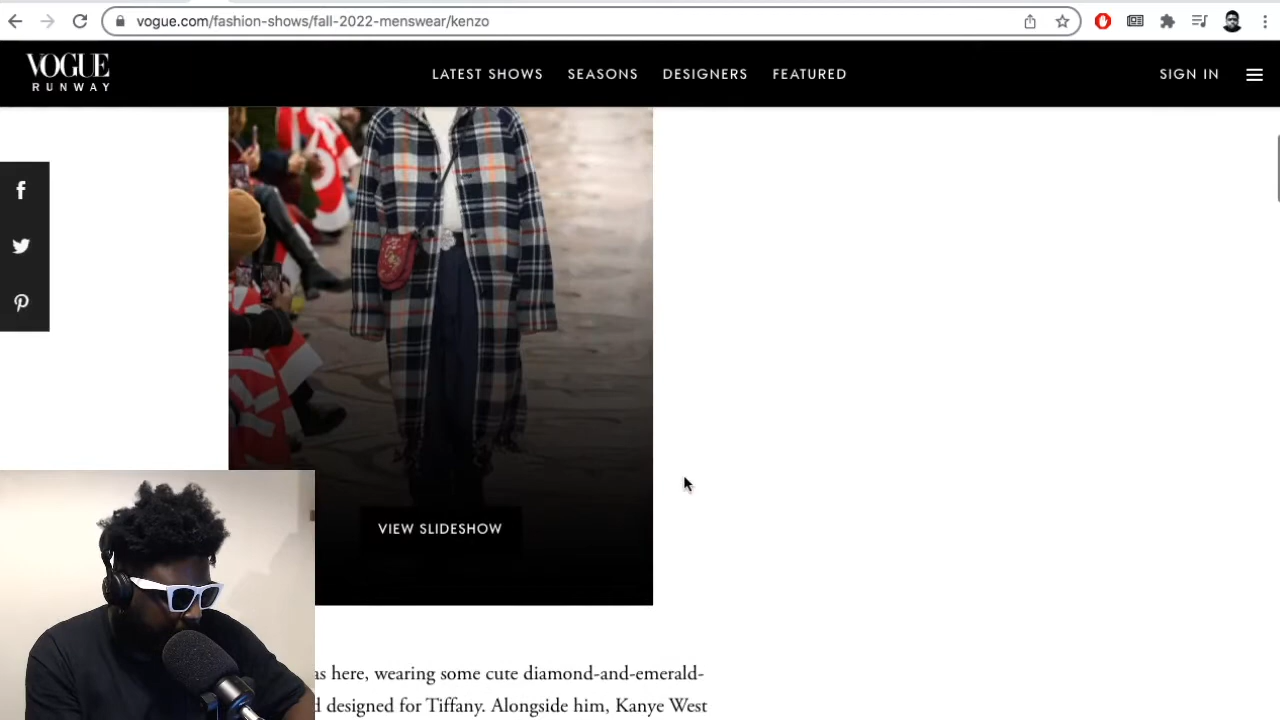 vogue.com/fashion-shows/fall-2022-menswear/kenzo
VOGUE
RUNWAY
LATEST SHOWS SEASONS DESIGNERS FEATURED
SIGN IN
VIEW SLIDESHOW
as here, wearing some cute diamond-and-emerald-
designed for Tiffany. Alongside him, Kanye West